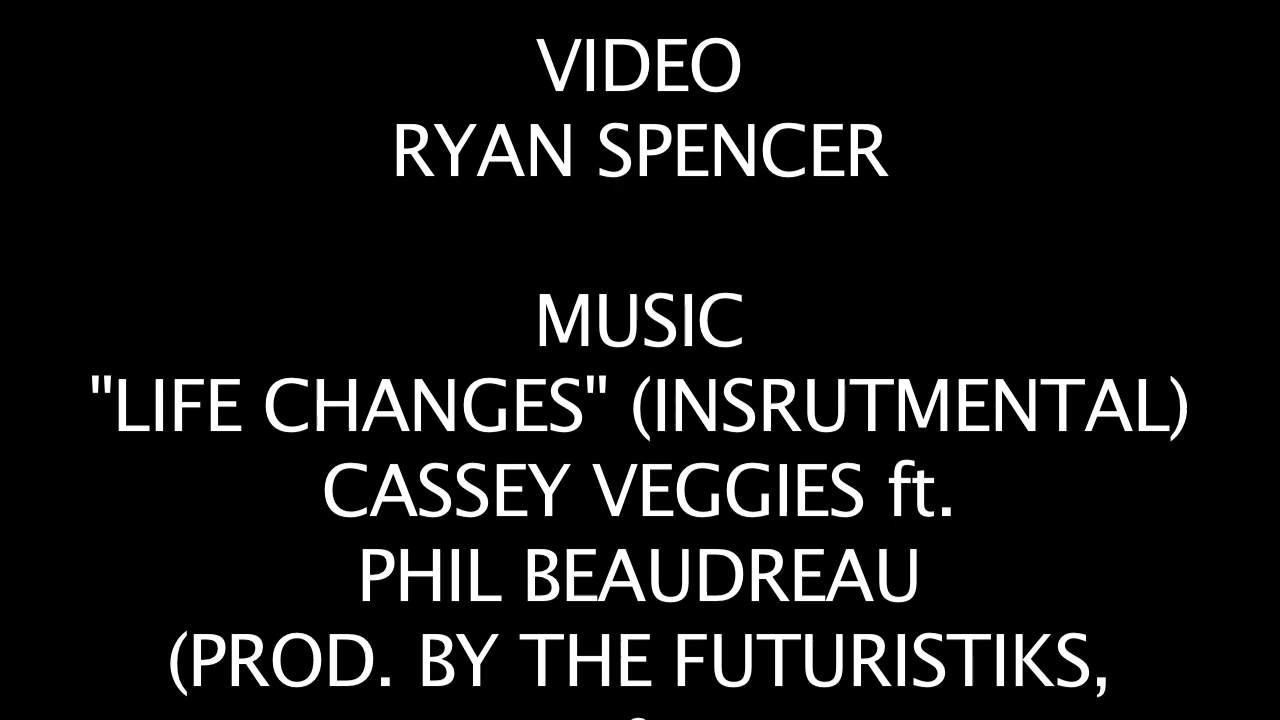 VIDEO
RYAN SPENCER
MUSIC
"LIFE CHANGES" (INSRUTMENTAL)
CASSEY VEGGIES ft.
PHIL BEAUDREAU
(PROD. BY THE FUTURISTIKS,